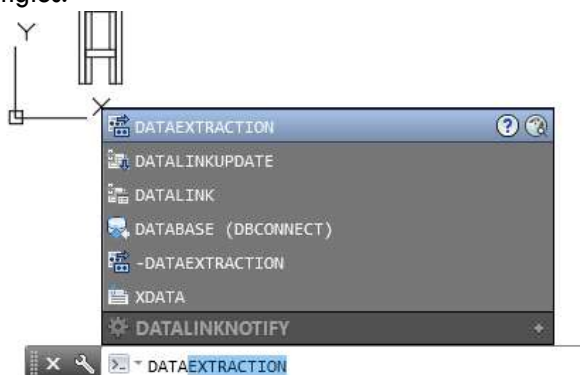 Y
X
DATAEXTRACTION
DATALINKUPDATE
DATALINK
DATABASE (DBCONNECT)
-DATAEXTRACTION
XDATA
DATALINKNOTIFY +
DATAEXTRACTION